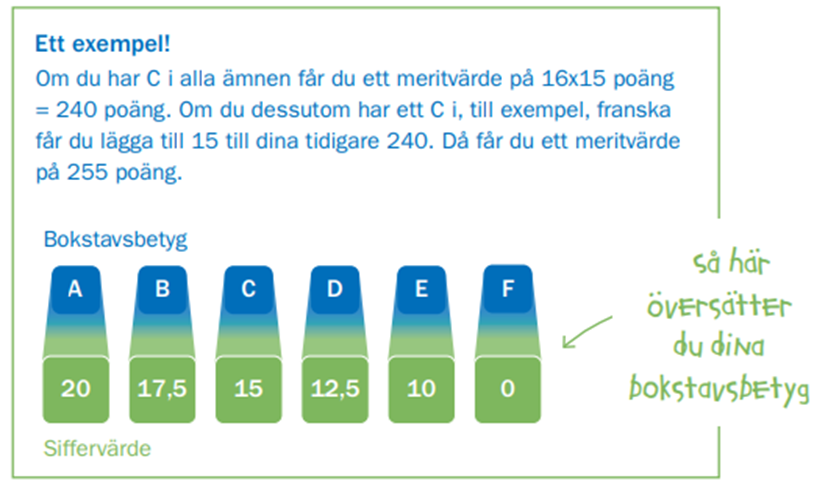 Ett exempel!
Om du har C i alla ämnen får du ett meritvärde på 16x15 poäng
= 240 poäng. Om du dessutom har ett C i, till exempel, franska
får du lägga till 15 till dina tidigare 240. Då får du ett meritvärde
på 255 poäng.
Bokstavsbetyg
A B C D E F
20 17,5 15 12,5 10 0
Siffervärde
så här
översätter
du dina
bokstavsbetyg